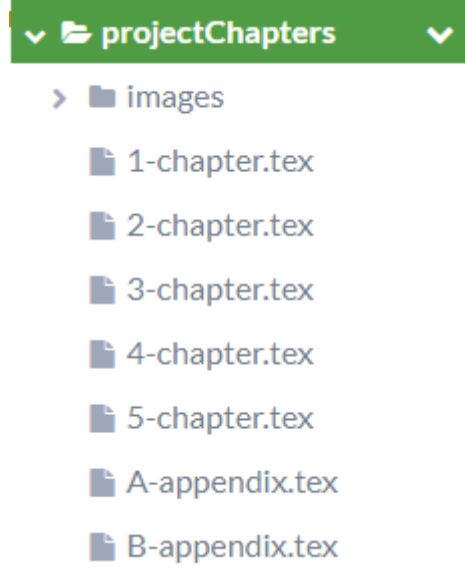 projectChapters
images
1-chapter.tex
2-chapter.tex
3-chapter.tex
4-chapter.tex
5-chapter.tex
A-appendix.tex
B-appendix.tex